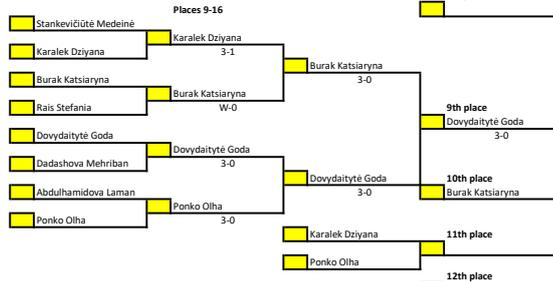 Places 9-16
Stankevičiūtė Medeinė
Karalek Dziyana
Karalek Dziyana
3-1
Burak Katsiaryna
3-0
Burak Katsiaryna
Burak Katsiaryna
W-0
Rais Stefania
9th place
Dovydaitytė Goda
3-0
Dovydaitytė Goda
Dovydaitytė Goda
3-0
Dadashova Mehriban
Dovydaitytė Goda
3-0
10th place
Burak Katsiaryna
Abdulhamidova Laman
Ponko Olha
3-0
Ponko Olha
Karalek Dziyana
11th place
Ponko Olha
12th place